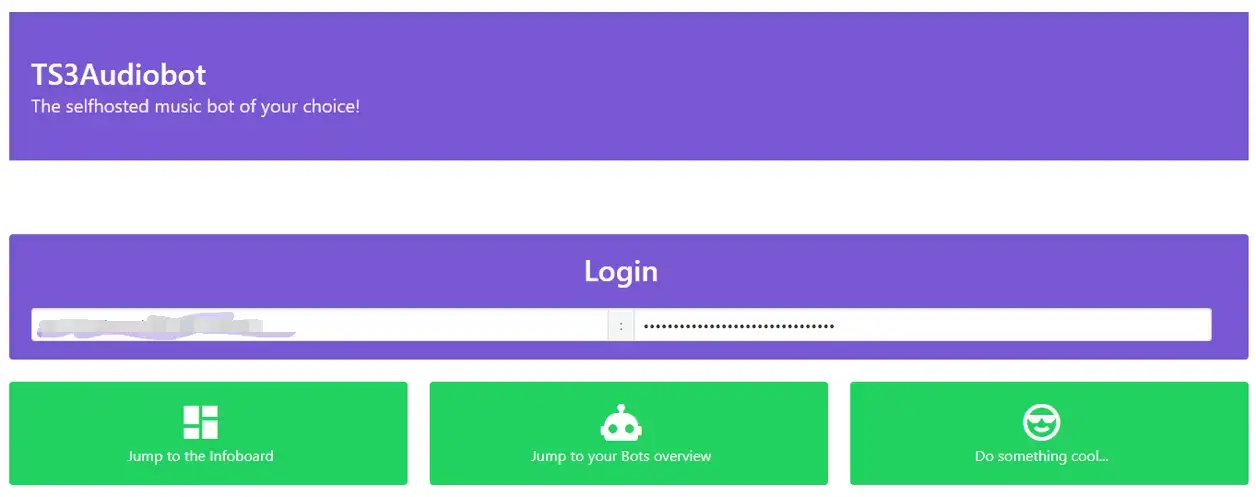 TS3Audiobot
The selfhosted music bot of your choice!
Login
:
Jump to the Infoboard
Jump to your Bots overview
Do something cool...